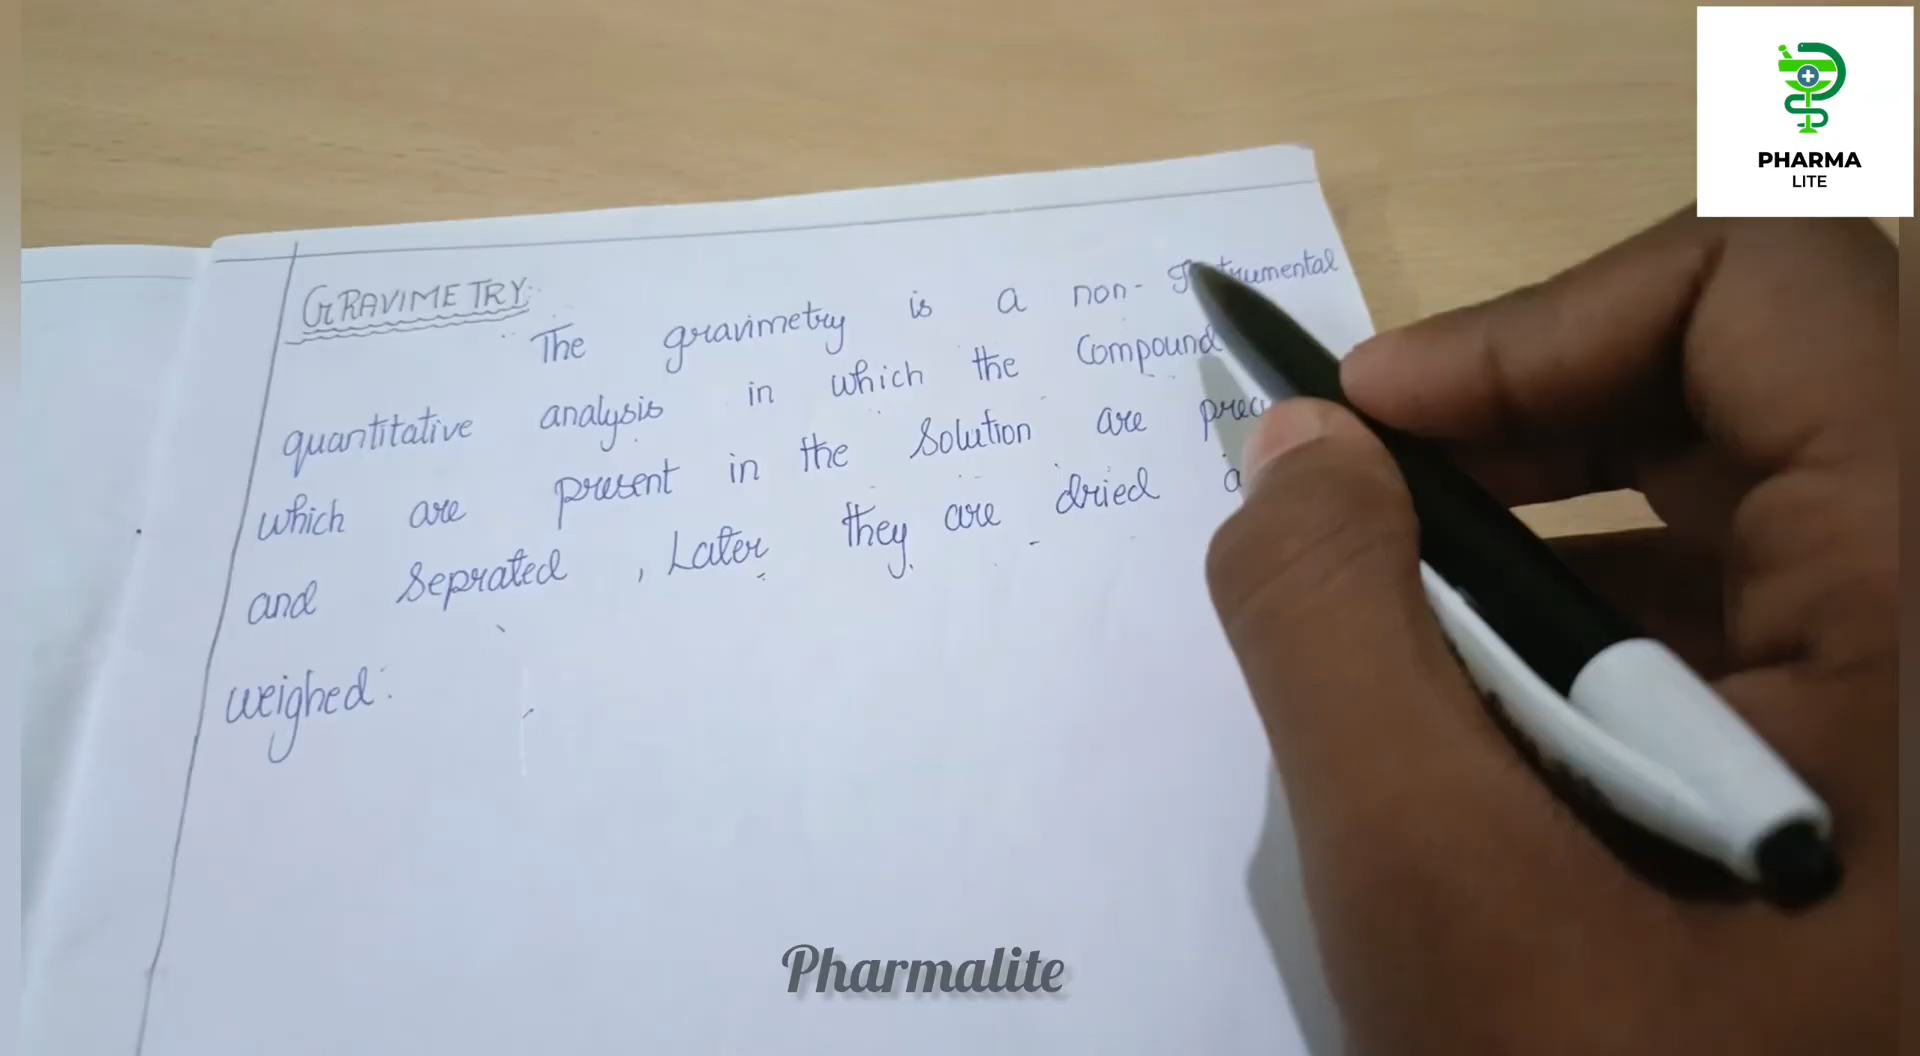 PHARMA
LITE
GRAVIMETRY:
The gravimetry is a non-
quantitative analysis in which the Compound
which are present in the Solution are
and Seprated, Later they are dried
weighed:
Pharmalite